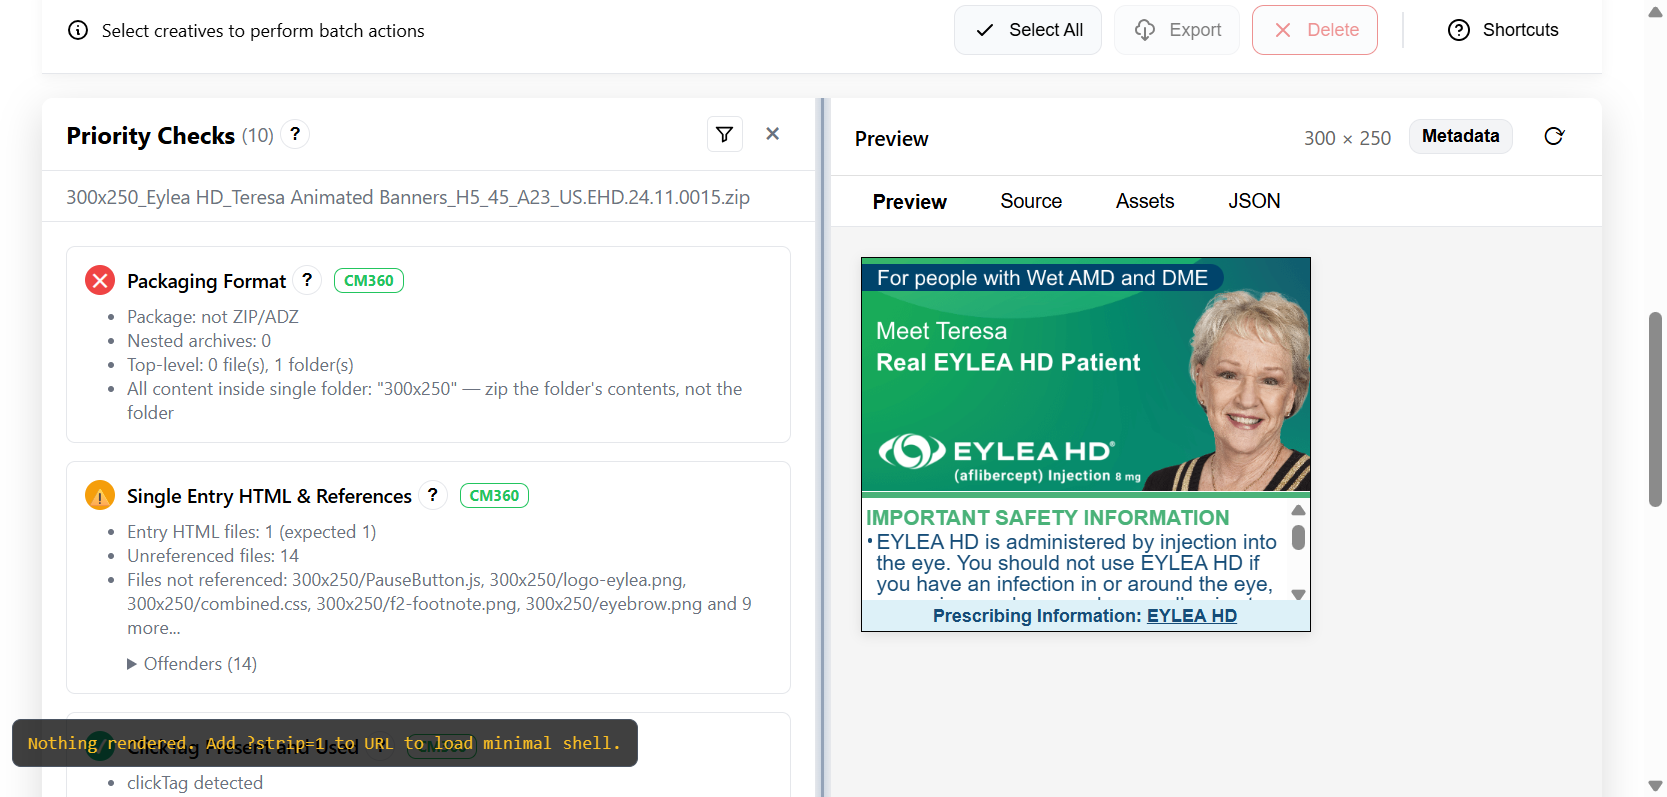 Select creatives to perform batch actions
Select All
Export
Delete
Shortcuts
Priority Checks (10) ?
300x250_Eylea HD_Teresa Animated Banners_H5_45_A23_US.EHD.24.11.0015.zip
Packaging Format ? CM360
• Package: not ZIP/ADZ
• Nested archives: 0
• Top-level: 0 file(s), 1 folder(s)
• All content inside single folder: "300x250" — zip the folder's contents, not the
folder
Single Entry HTML & References ? CM360
• Entry HTML files: 1 (expected 1)
• Unreferenced files: 14
• Files not referenced: 300x250/PauseButton.js, 300x250/logo-eylea.png,
300x250/combined.css, 300x250/f2-footnote.png, 300x250/eyebrow.png and 9
more...
Offenders (14)
ClickTag Present and Used CM360
Nothing rendered. Add ?strip=1 to URL to load minimal shell.
• clickTag detected
Preview
300 × 250
Metadata
Preview
Source
Assets
JSON
For people with Wet AMD and DME
Meet Teresa
Real EYLEA HD Patient
EYLEA HD®
(aflibercept) Injection 8 mg
IMPORTANT SAFETY INFORMATION
• EYLEA HD is administered by injection into
the eye. You should not use EYLEA HD if
you have an infection in or around the eye,
Prescribing Information: EYLEA HD